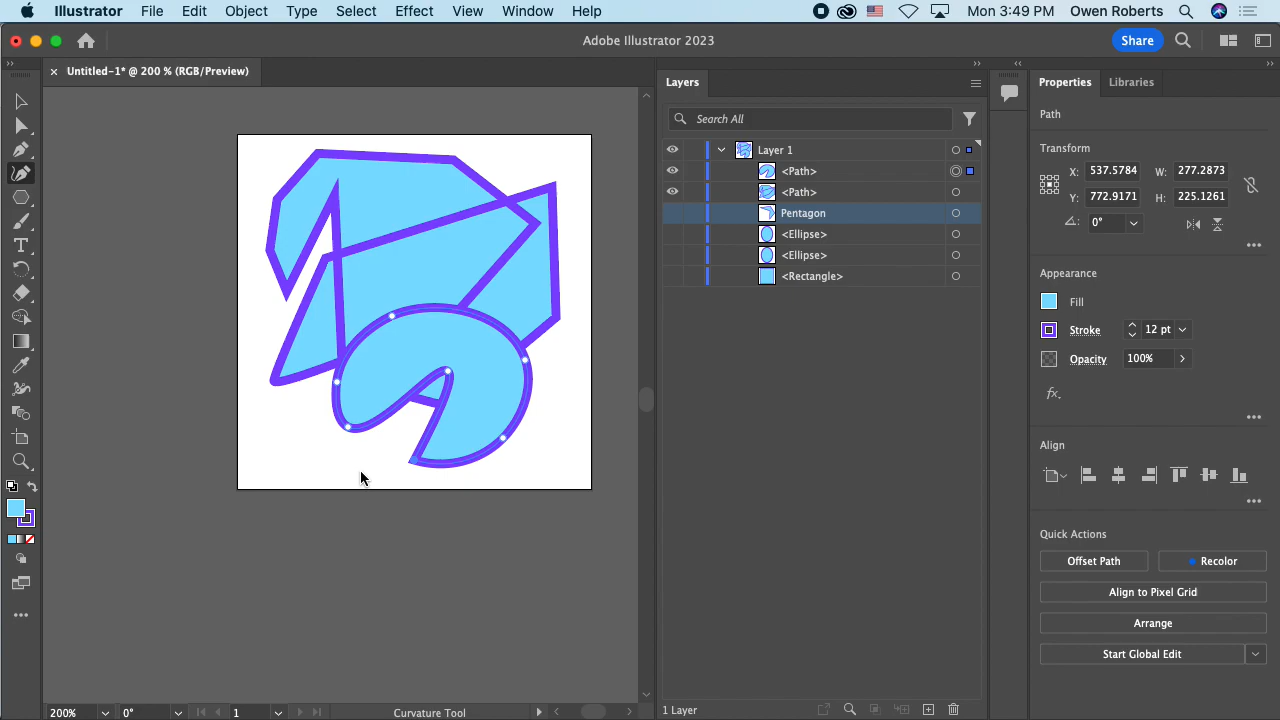 Illustrator File Edit Object Type Select Effect View Window Help Mon 3:49 PM Owen Roberts
Adobe Illustrator 2023
Share
× Untitled-1* @ 200 % (RGB/Preview)
Layers
Search All
Layer 1
<Path>
<Path>
Pentagon
<Ellipse>
<Ellipse>
<Rectangle>
1 Layer
Properties Libraries
Path
Transform
X: 537.5784 W: 277.2873
Y: 772.9171 H: 225.1261
0°
Appearance
Fill
Stroke 12 pt
Opacity 100%
fx.
Align
Quick Actions
Offset Path Recolor
Align to Pixel Grid
Arrange
Start Global Edit
200% 0° 1 Curvature Tool